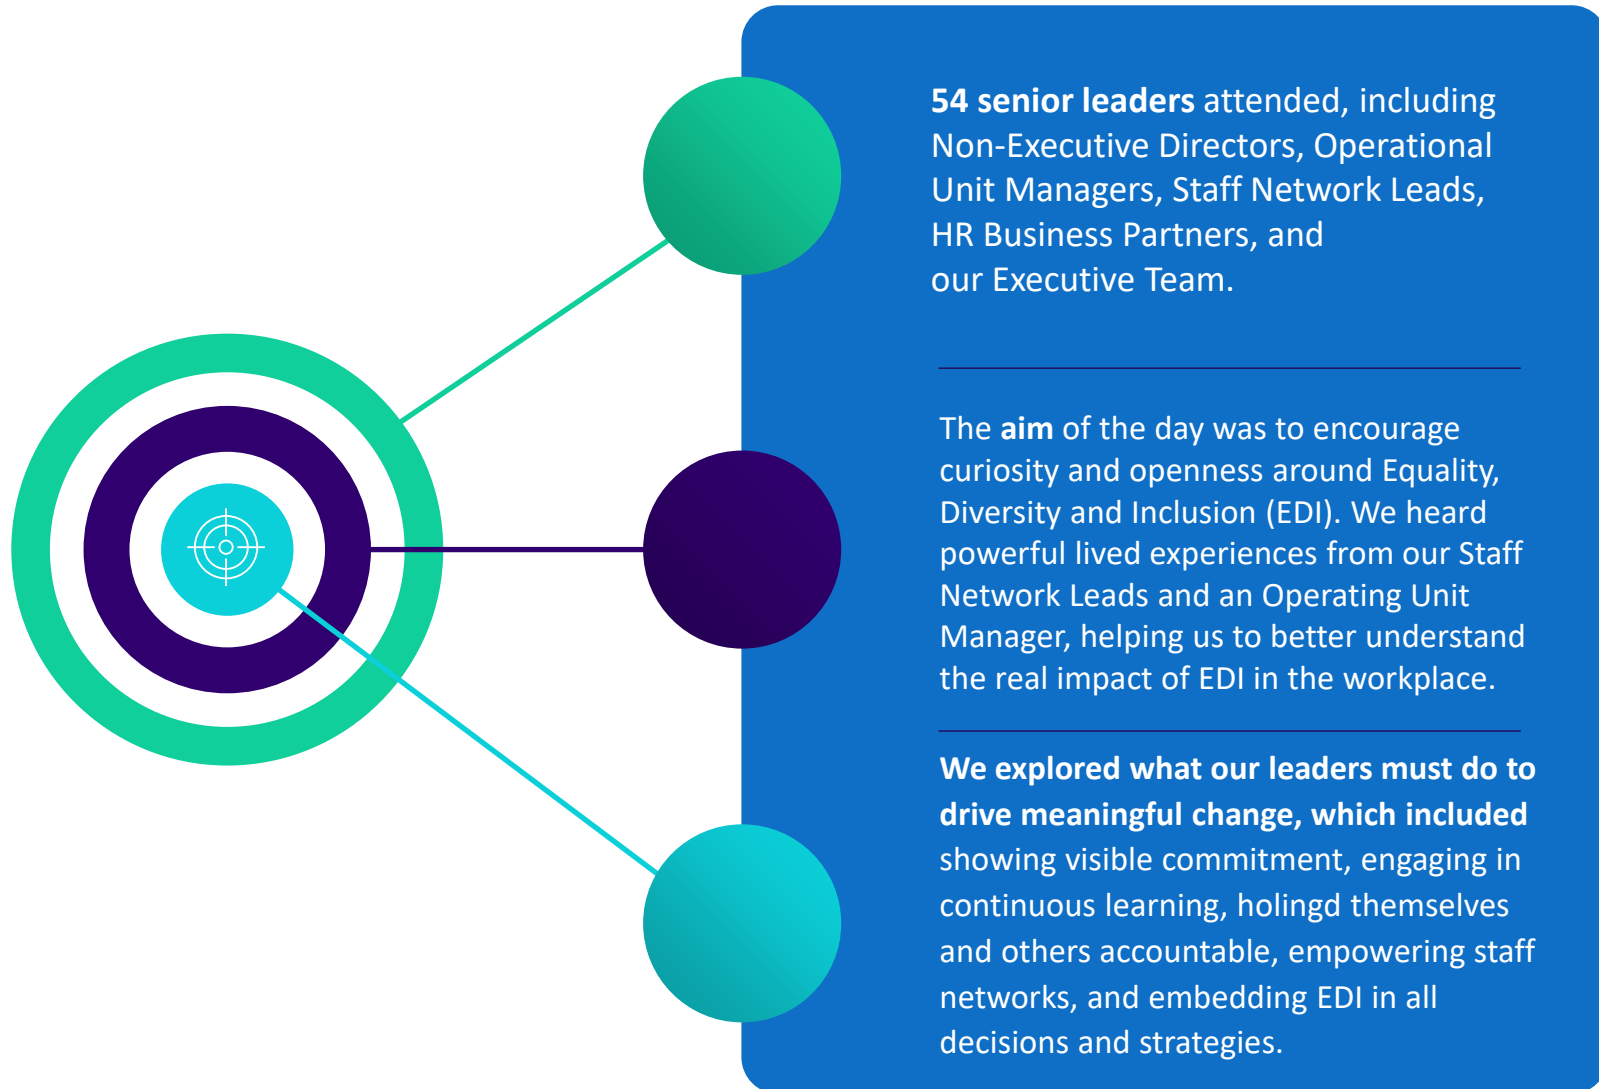 54 senior leaders attended, including
Non-Executive Directors, Operational
Unit Managers, Staff Network Leads,
HR Business Partners, and
our Executive Team.
The aim of the day was to encourage
curiosity and openness around Equality,
Diversity and Inclusion (EDI). We heard
powerful lived experiences from our Staff
Network Leads and an Operating Unit
Manager, helping us to better understand
the real impact of EDI in the workplace.
We explored what our leaders must do to
drive meaningful change, which included
showing visible commitment, engaging in
continuous learning, holingd themselves
and others accountable, empowering staff
networks, and embedding EDI in all
decisions and strategies.